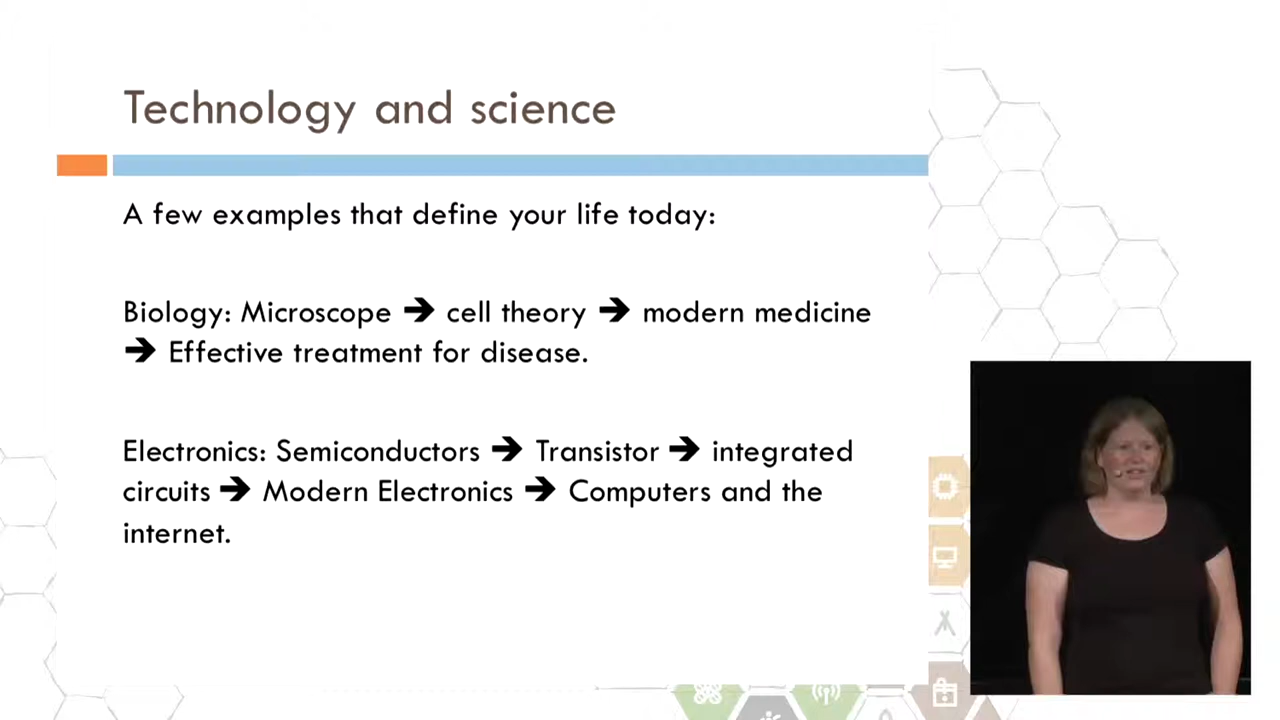 Technology and science
A few examples that define your life today:
Biology: Microscope ➔ cell theory ➔ modern medicine
➔ Effective treatment for disease.
Electronics: Semiconductors ➔ Transistor ➔ integrated
circuits ➔ Modern Electronics ➔ Computers and the
internet.